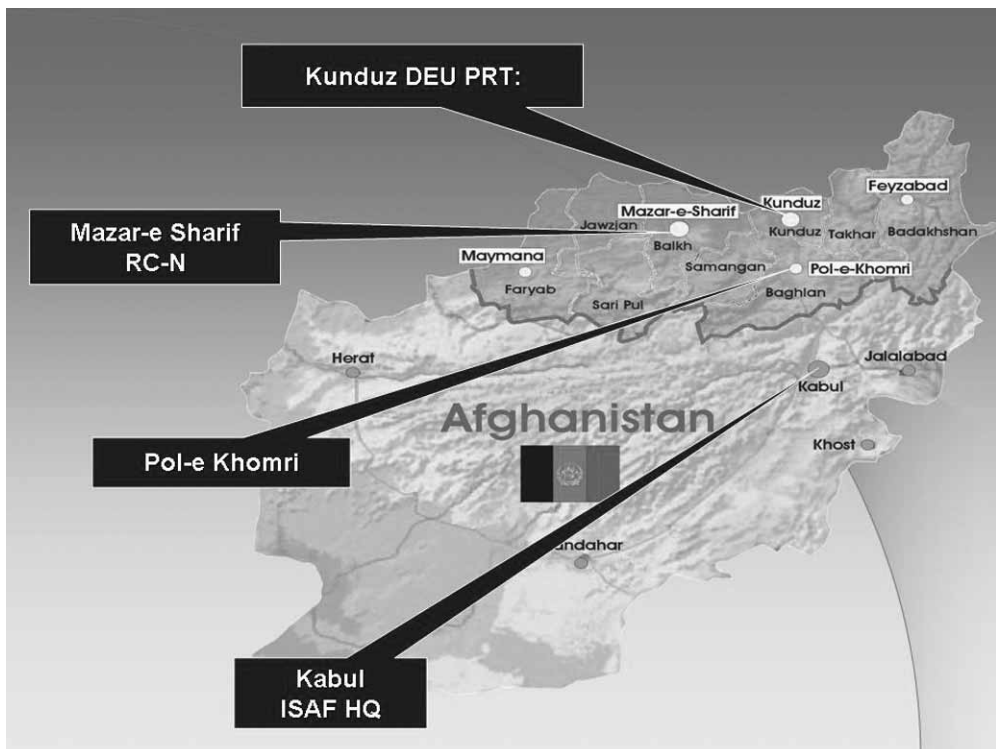 Kunduz DEU PRT:
Feyzabad
Kunduz
Mazar-e-Sharif
Mazar-e Sharif
RC-N
Jawzjan
Kunduz
Takhar
Badakhshan
Balkh
Maymana
Samangan
Pol-e-Khomri
Faryab
Baghlan
Sari Pul
Herat
Jalalabad
Kabul
Afghanistan
Khost
Pol-e Khomri
andahar
Kabul
ISAF HQ